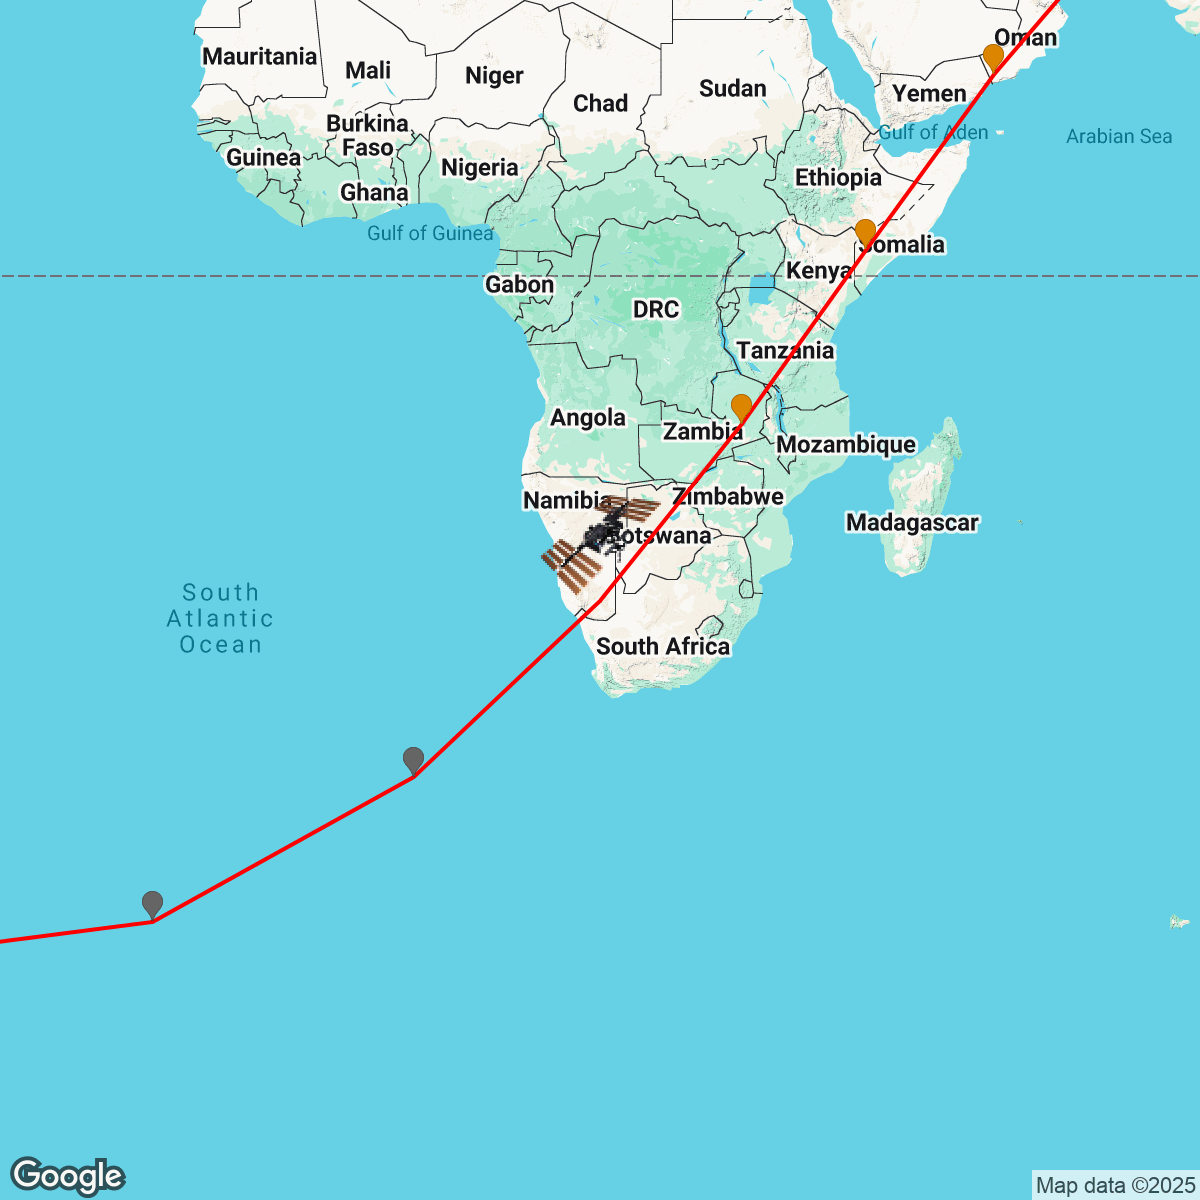 Oman
Mauritania
Mali
Niger
Chad
Sudan
Yemen
Burkina
Faso
Gulf of Aden
Arabian Sea
Guinea
Nigeria
Ethiopia
Ghana
Gulf of Guinea
Somalia
Kenya
Gabon
DRC
Tanzania
Angola
Zambia
Mozambique
Namibia
Zimbabwe
Madagascar
Botswana
South
Atlantic
Ocean
South Africa
Google
Map data ©2025